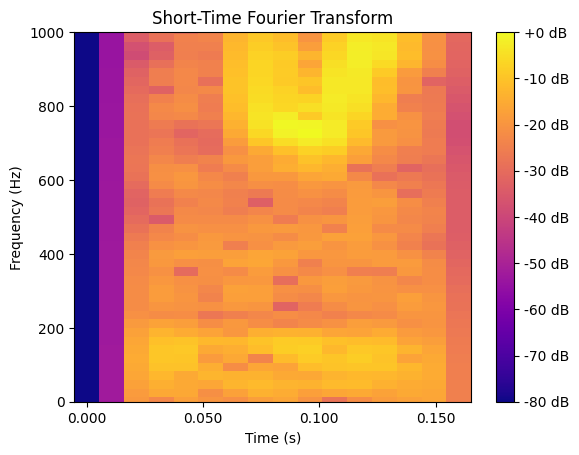 Short-Time Fourier Transform
1000
800
600
400
200
0
Frequency (Hz)
0.000
0.050
0.100
0.150
Time (s)
+0 dB
-10 dB
-20 dB
-30 dB
-40 dB
-50 dB
-60 dB
-70 dB
-80 dB